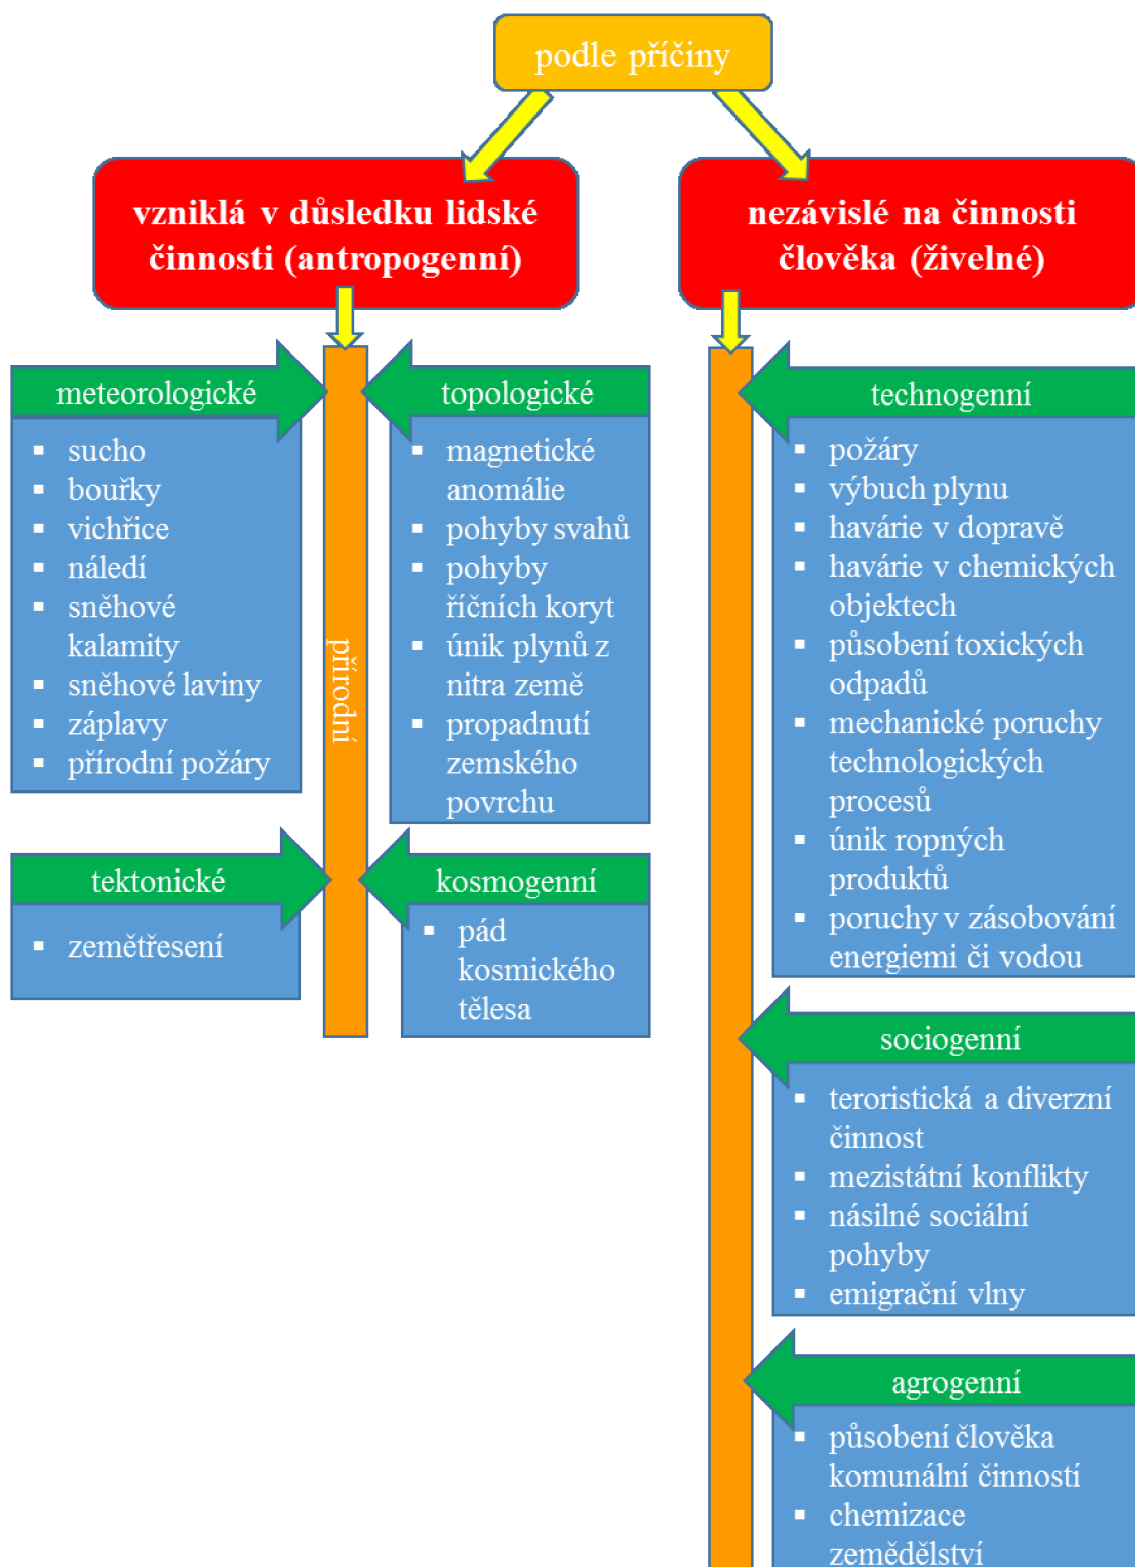 podle příčiny
vzniklá v důsledku lidské
činnosti (antropogenní)
nezávislé na činnosti
člověka (živelné)
přírodní
meteorologické
▪ sucho
▪ bouřky
▪ vichřice
▪ náledí
▪ sněhové
kalamity
▪ sněhové laviny
▪ záplavy
▪ přírodní požáry
topologické
▪ magnetické
anomálie
▪ pohyby svahů
▪ pohyby
říčních koryt
▪ únik plynů z
nitra země
▪ propadnutí
zemského
povrchu
tektonické
▪ zemětřesení
kosmogenní
▪ pád
kosmického
tělesa
technogenní
▪ požáry
▪ výbuch plynu
▪ havárie v dopravě
▪ havárie v chemických
objektech
▪ působení toxických
odpadů
▪ mechanické poruchy
technologických
procesů
▪ únik ropných
produktů
▪ poruchy v zásobování
energiemi či vodou
sociogenní
▪ teroristická a diverzní
činnost
▪ mezistátní konflikty
▪ násilné sociální
pohyby
▪ emigrační vlny
agrogenní
▪ působení člověka
komunální činností
▪ chemizace
zemědělství